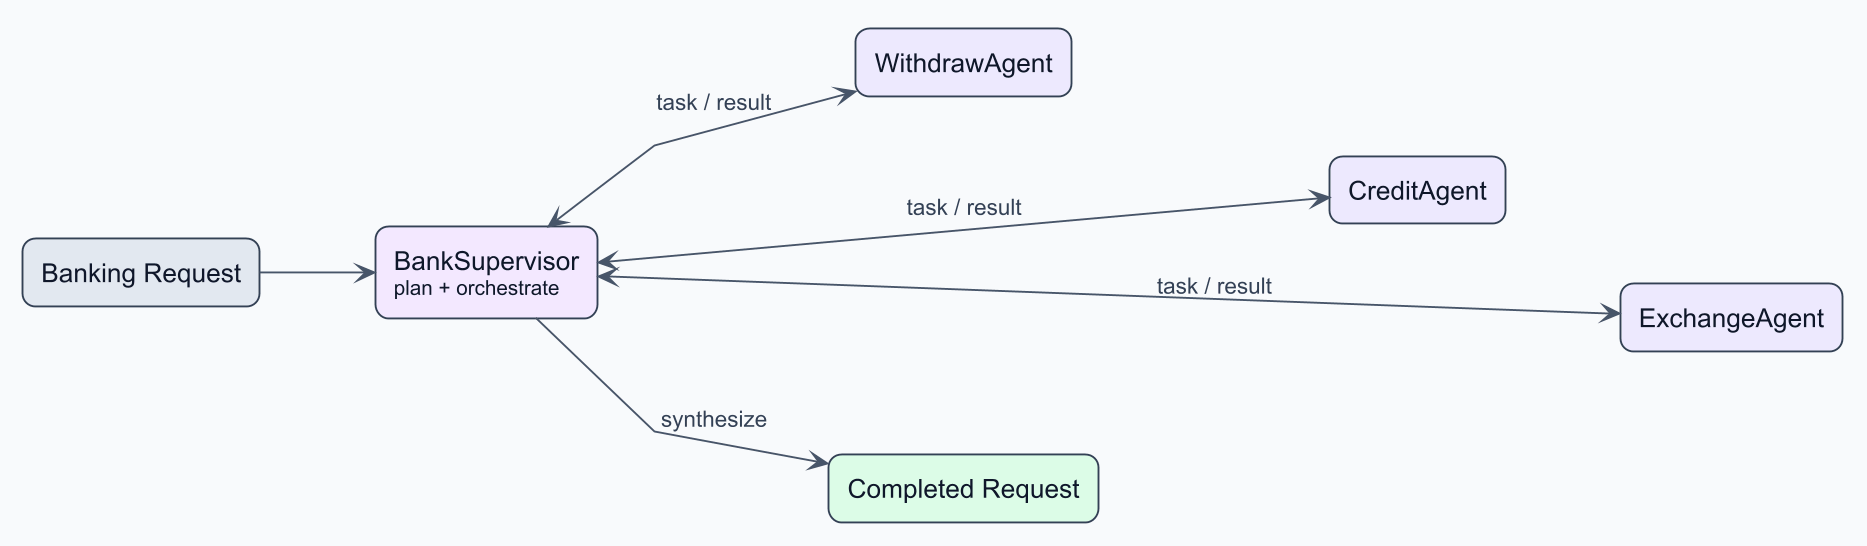 WithdrawAgent
task / result
CreditAgent
task / result
Banking Request
BankSupervisor
plan + orchestrate
task / result
ExchangeAgent
synthesize
Completed Request